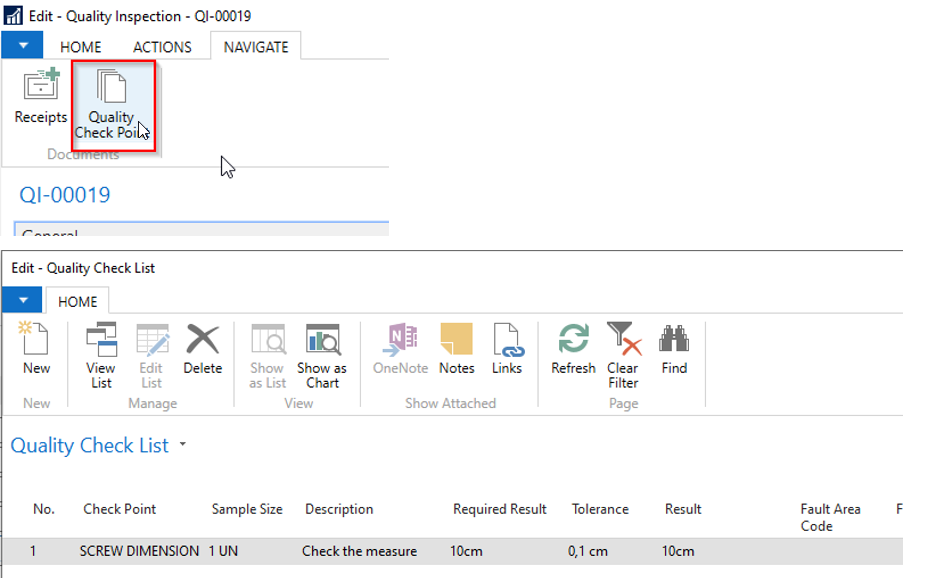 Edit - Quality Inspection - QI-00019
HOME ACTIONS NAVIGATE
Receipts Quality
Check Point
Documents
QI-00019
General
Edit - Quality Check List
HOME
New View List Edit List Delete Show as List Show as Chart OneNote Notes Links Refresh Clear Filter Find
New Manage View Show Attached Page
Quality Check List
No. Check Point Sample Size Description Required Result Tolerance Result Fault Area Code F
1 SCREW DIMENSION 1 UN Check the measure 10cm 0,1 cm 10cm